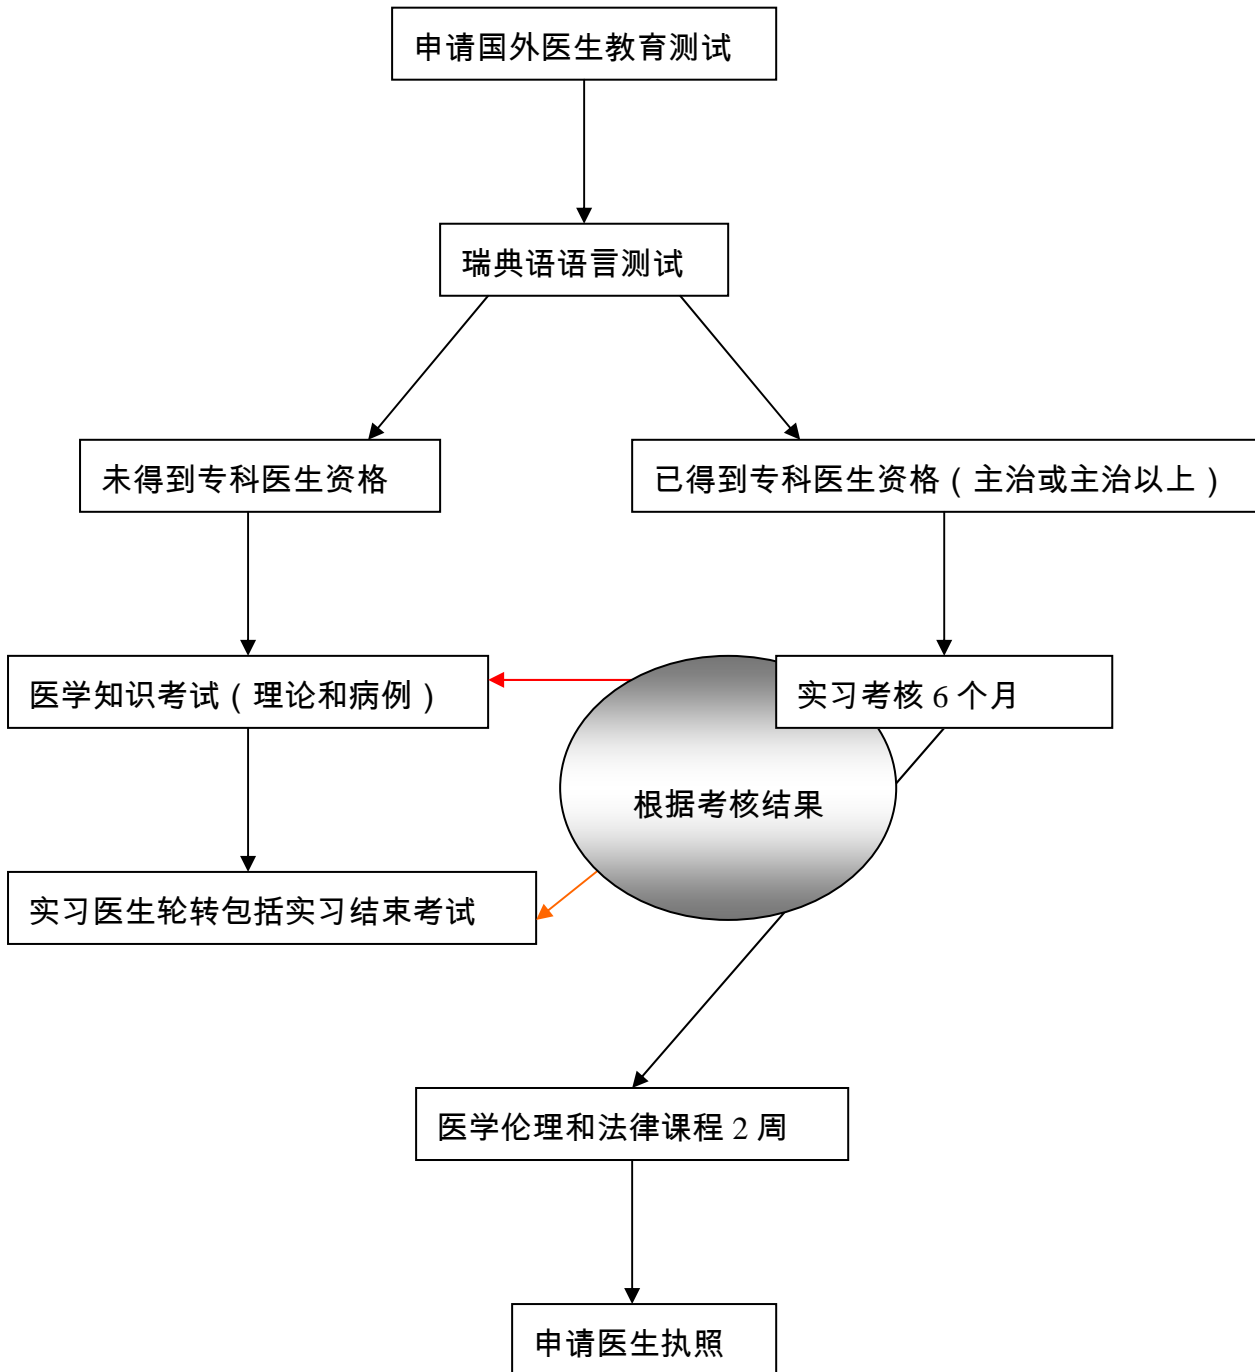 申请国外医生教育测试
瑞典语语言测试
未得到专科医生资格
已得到专科医生资格（主治或主治以上）
医学知识考试（理论和病例）
实习考核 6 个月
根据考核结果
实习医生轮转包括实习结束考试
医学伦理和法律课程 2 周
申请医生执照